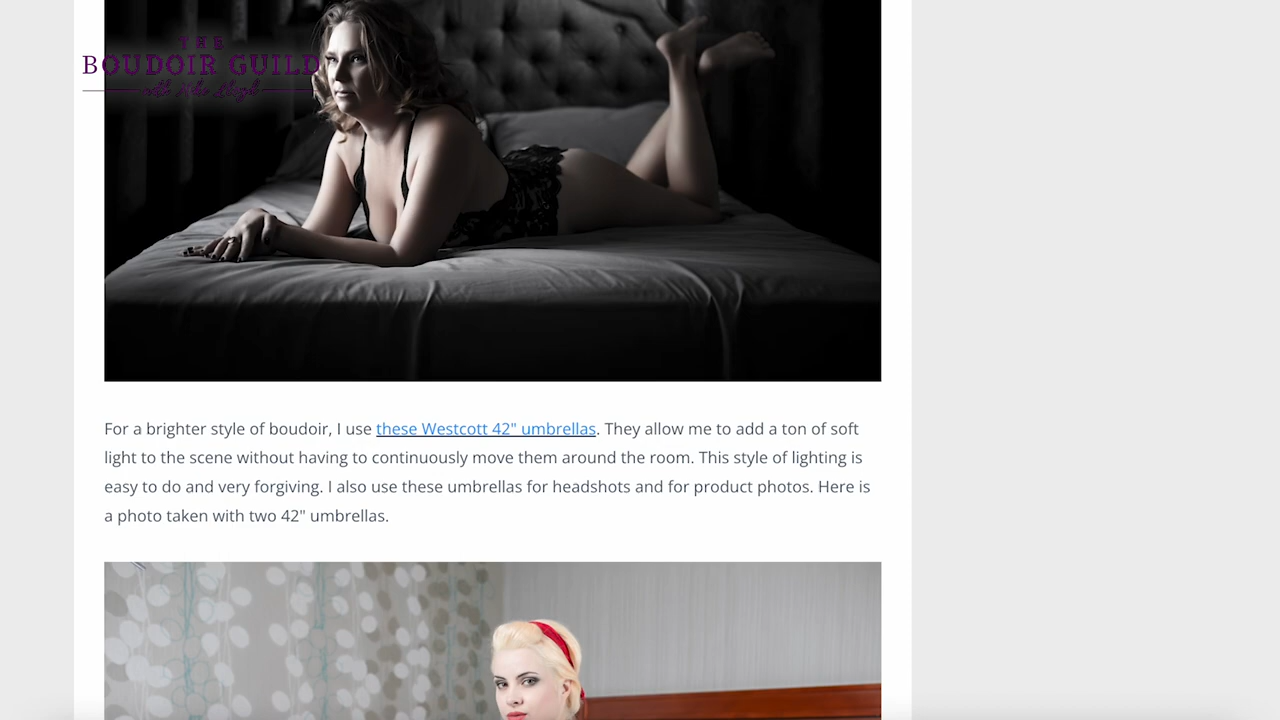 THE
BOUDOIR GUILD
For a brighter style of boudoir, I use these Westcott 42" umbrellas. They allow me to add a ton of soft
light to the scene without having to continuously move them around the room. This style of lighting is
easy to do and very forgiving. I also use these umbrellas for headshots and for product photos. Here is
a photo taken with two 42" umbrellas.